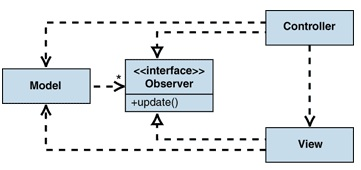 Controller
<<interface>>
Observer
+update()
Model
*
View